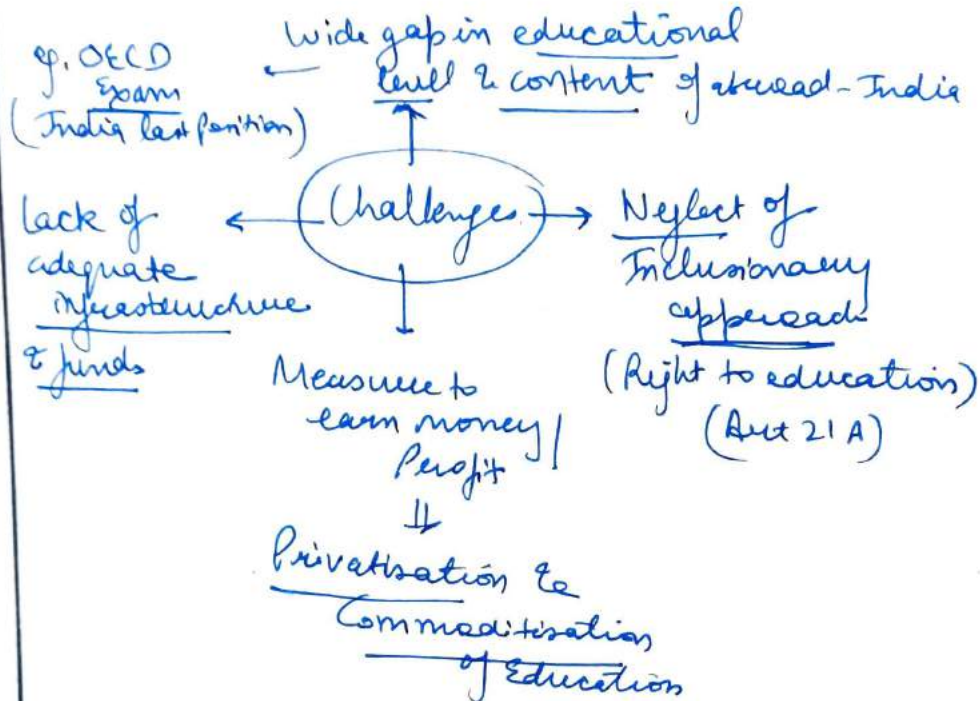 Wide gap in educational
level & content of abroad - India
eg. OECD
Exam
(India last position)
Challenges
Lack of
adequate
infrastructure
& funds
Neglect of
Inclusionary
approach
(Right to education)
(Art 21 A)
Measure to
earn money /
Profit
Privatisation &
Commoditisation
of Education